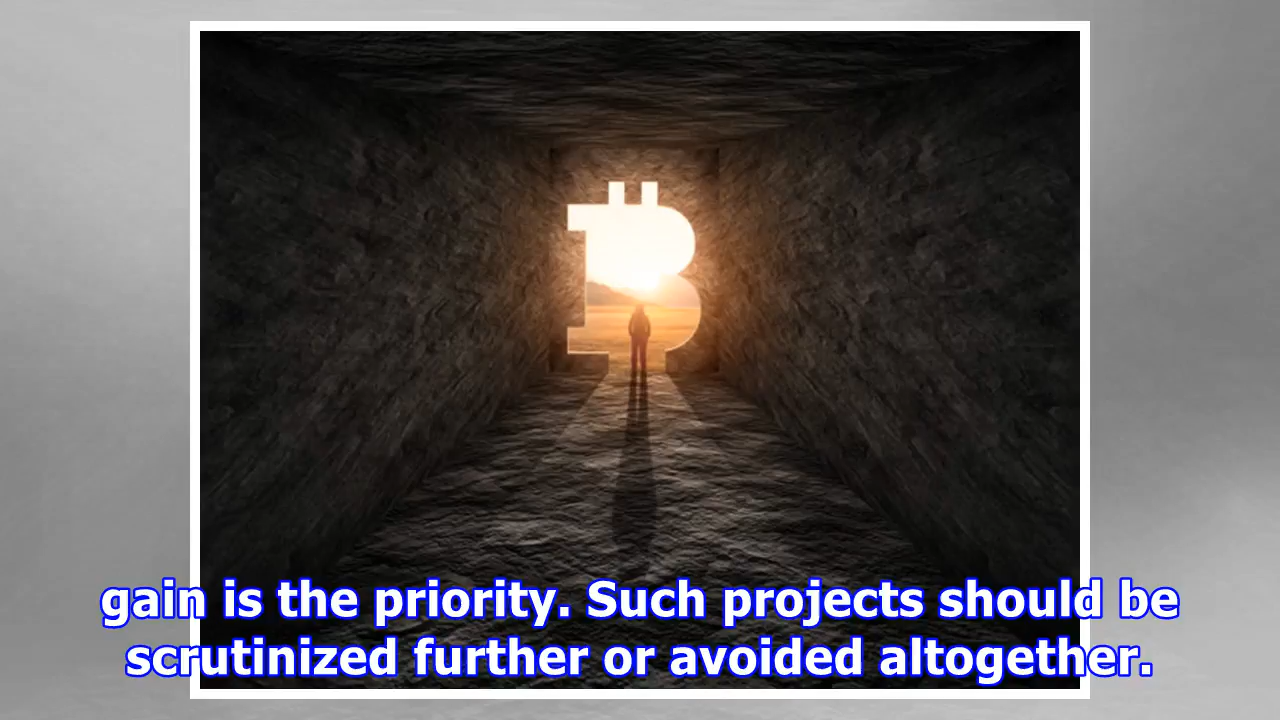 gain is the priority. Such projects should be
scrutinized further or avoided altogether.